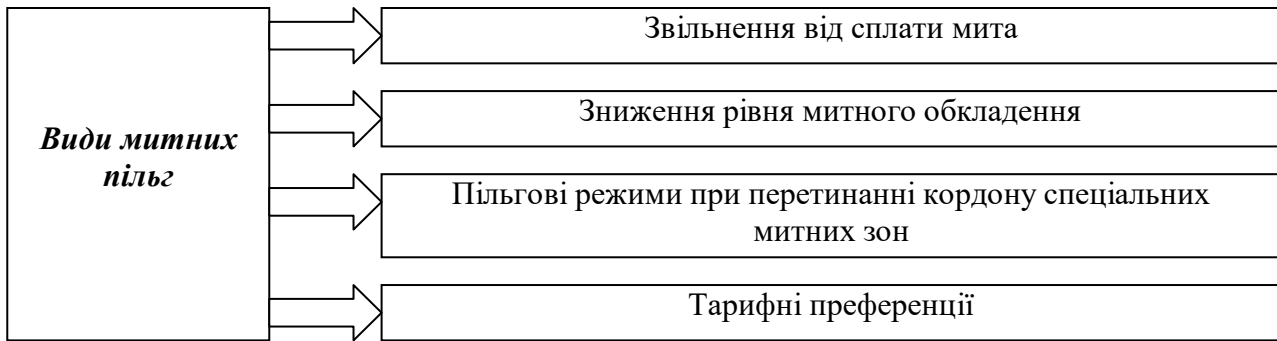 Види митних
пільг
Звільнення від сплати мита
Зниження рівня митного обкладення
Пільгові режими при перетинанні кордону спеціальних
митних зон
Тарифні преференції